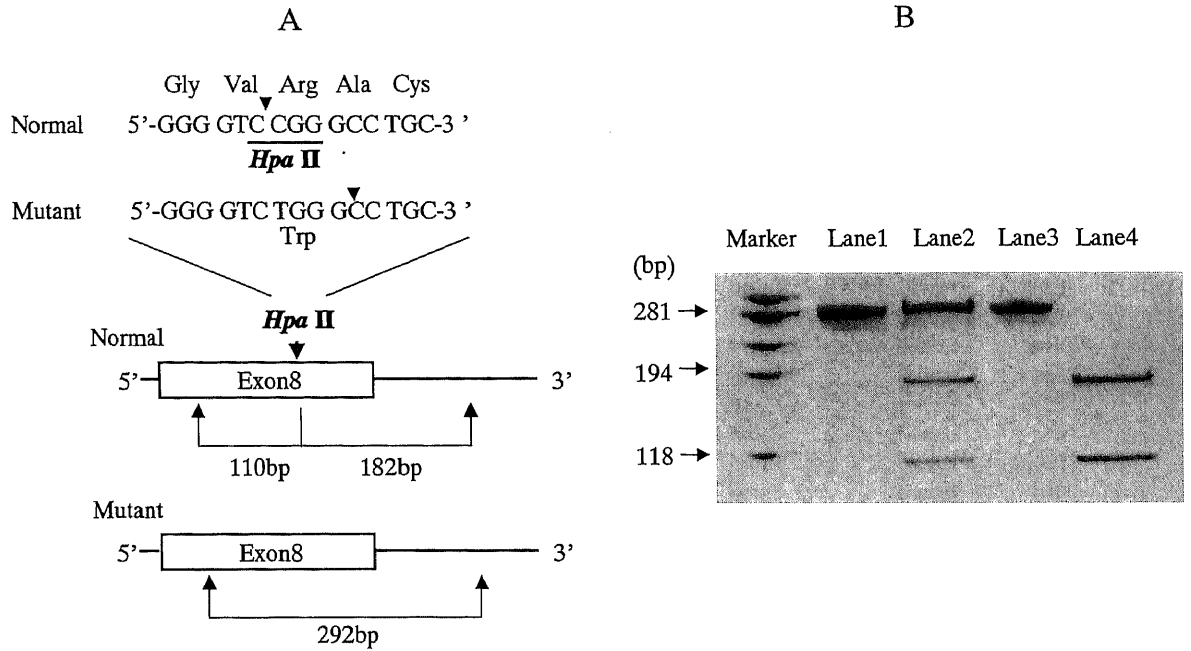 A
Gly Val Arg Ala Cys
Normal 5’-GGG GTC CGG GCC TGC-3 ’
Hpa II
Mutant 5’-GGG GTC TGG GCC TGC-3 ’
Trp
Hpa II
Normal
5’ Exon8 3’
110bp 182bp
Mutant
5’ Exon8 3’
292bp
B
Marker Lane1 Lane2 Lane3 Lane4
(bp)
281
194
118